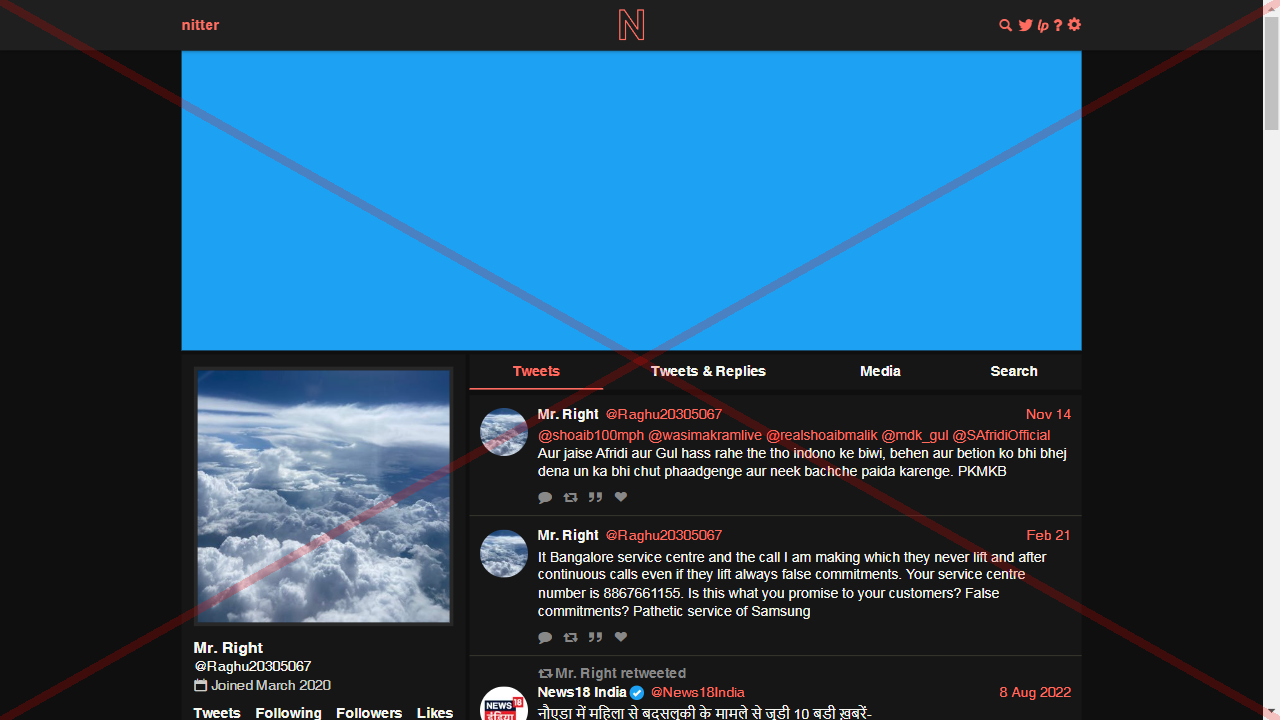 nitter
N
Tweets
Tweets & Replies
Media
Search
Mr. Right @Raghu20305067 Nov 14
@shoaib100mph @wasimakramlive @realshoaibmalik @mdk_gul @SAfridiOfficial
Aur jaise Afridi aur Gul hass rahe the tho indono ke biwi, behen aur betion ko bhi bhej
dena un ka bhi chut phaadgenge aur neek bachche paida karenge. PKMKB
Mr. Right @Raghu20305067 Feb 21
It Bangalore service centre and the call I am making which they never lift and after
continuous calls even if they lift always false commitments. Your service centre
number is 8867661155. Is this what you promise to your customers? False
commitments? Pathetic service of Samsung
Mr. Right retweeted
News18 India @News18India 8 Aug 2022
नौएडा में महिला से बदसलूकी के मामले से जुड़ी 10 बड़ी ख़बरें-
NEWS 18
इंडिया
Mr. Right
@Raghu20305067
Joined March 2020
Tweets Following Followers Likes